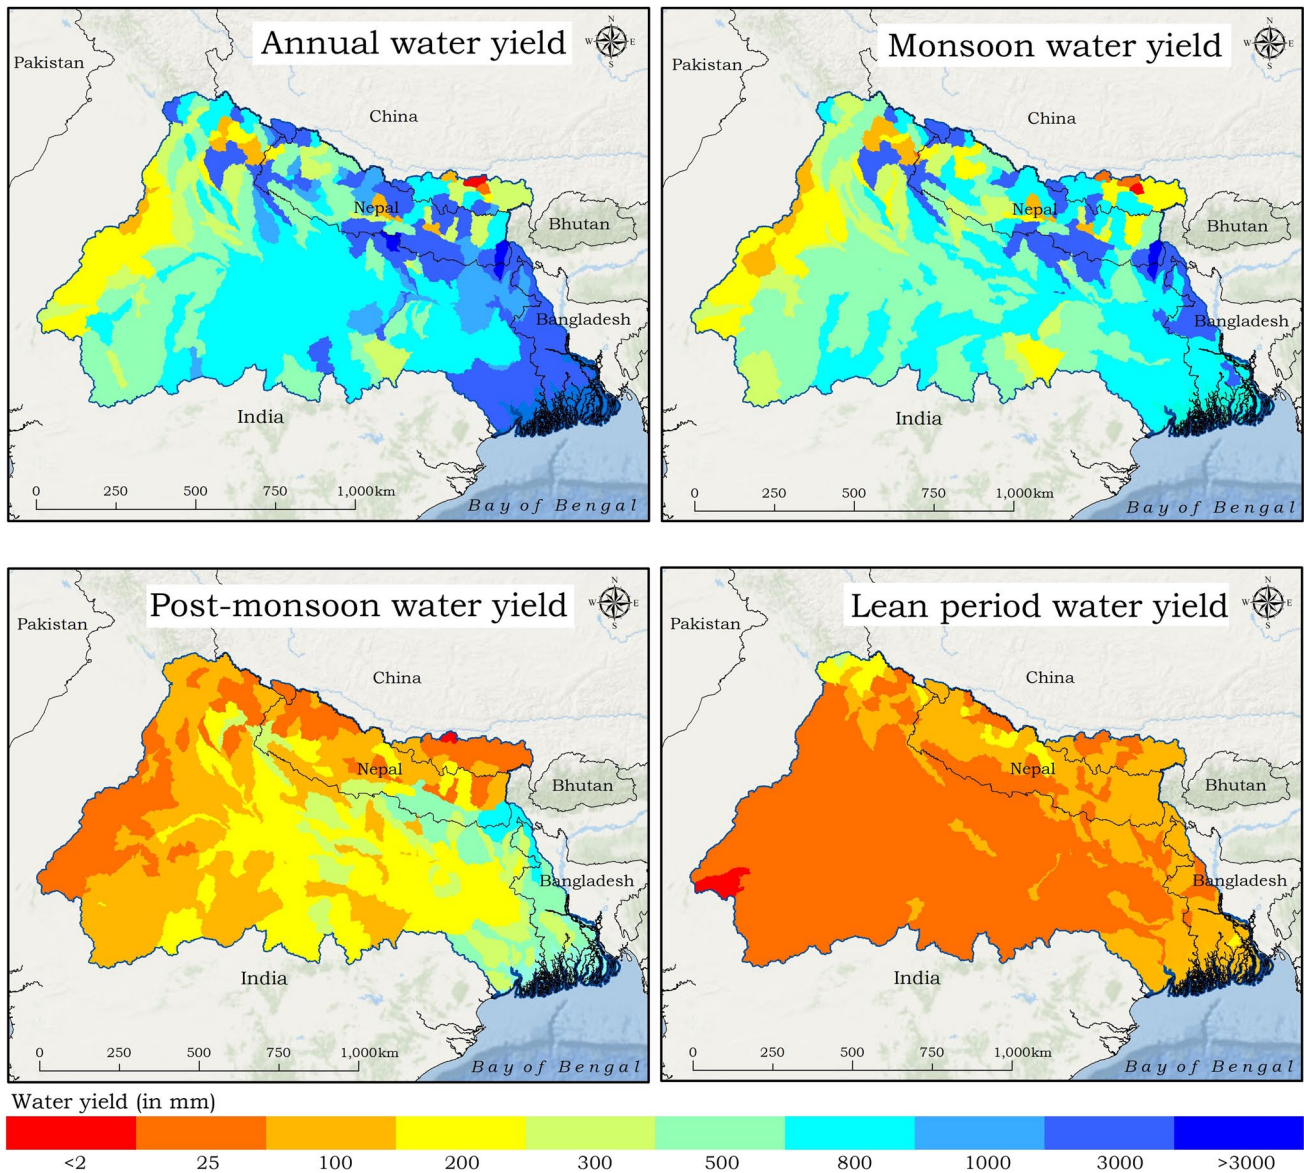 Annual water yield
N
W E
S
Pakistan
China
Nepal
Bhutan
Bangladesh
India
0 250 500 750 1,000km
Bay of Bengal
Monsoon water yield
N
W E
S
Pakistan
China
Nepal
Bhutan
Bangladesh
India
0 250 500 750 1,000km
Bay of Bengal
Post-monsoon water yield
N
W E
S
Pakistan
China
Nepal
Bhutan
Bangladesh
India
0 250 500 750 1,000km
Bay of Bengal
Lean period water yield
N
W E
S
Pakistan
China
Nepal
Bhutan
Bangladesh
India
0 250 500 750 1,000km
Bay of Bengal
Water yield (in mm)
<2 25 100 200 300 500 800 1000 3000 >3000